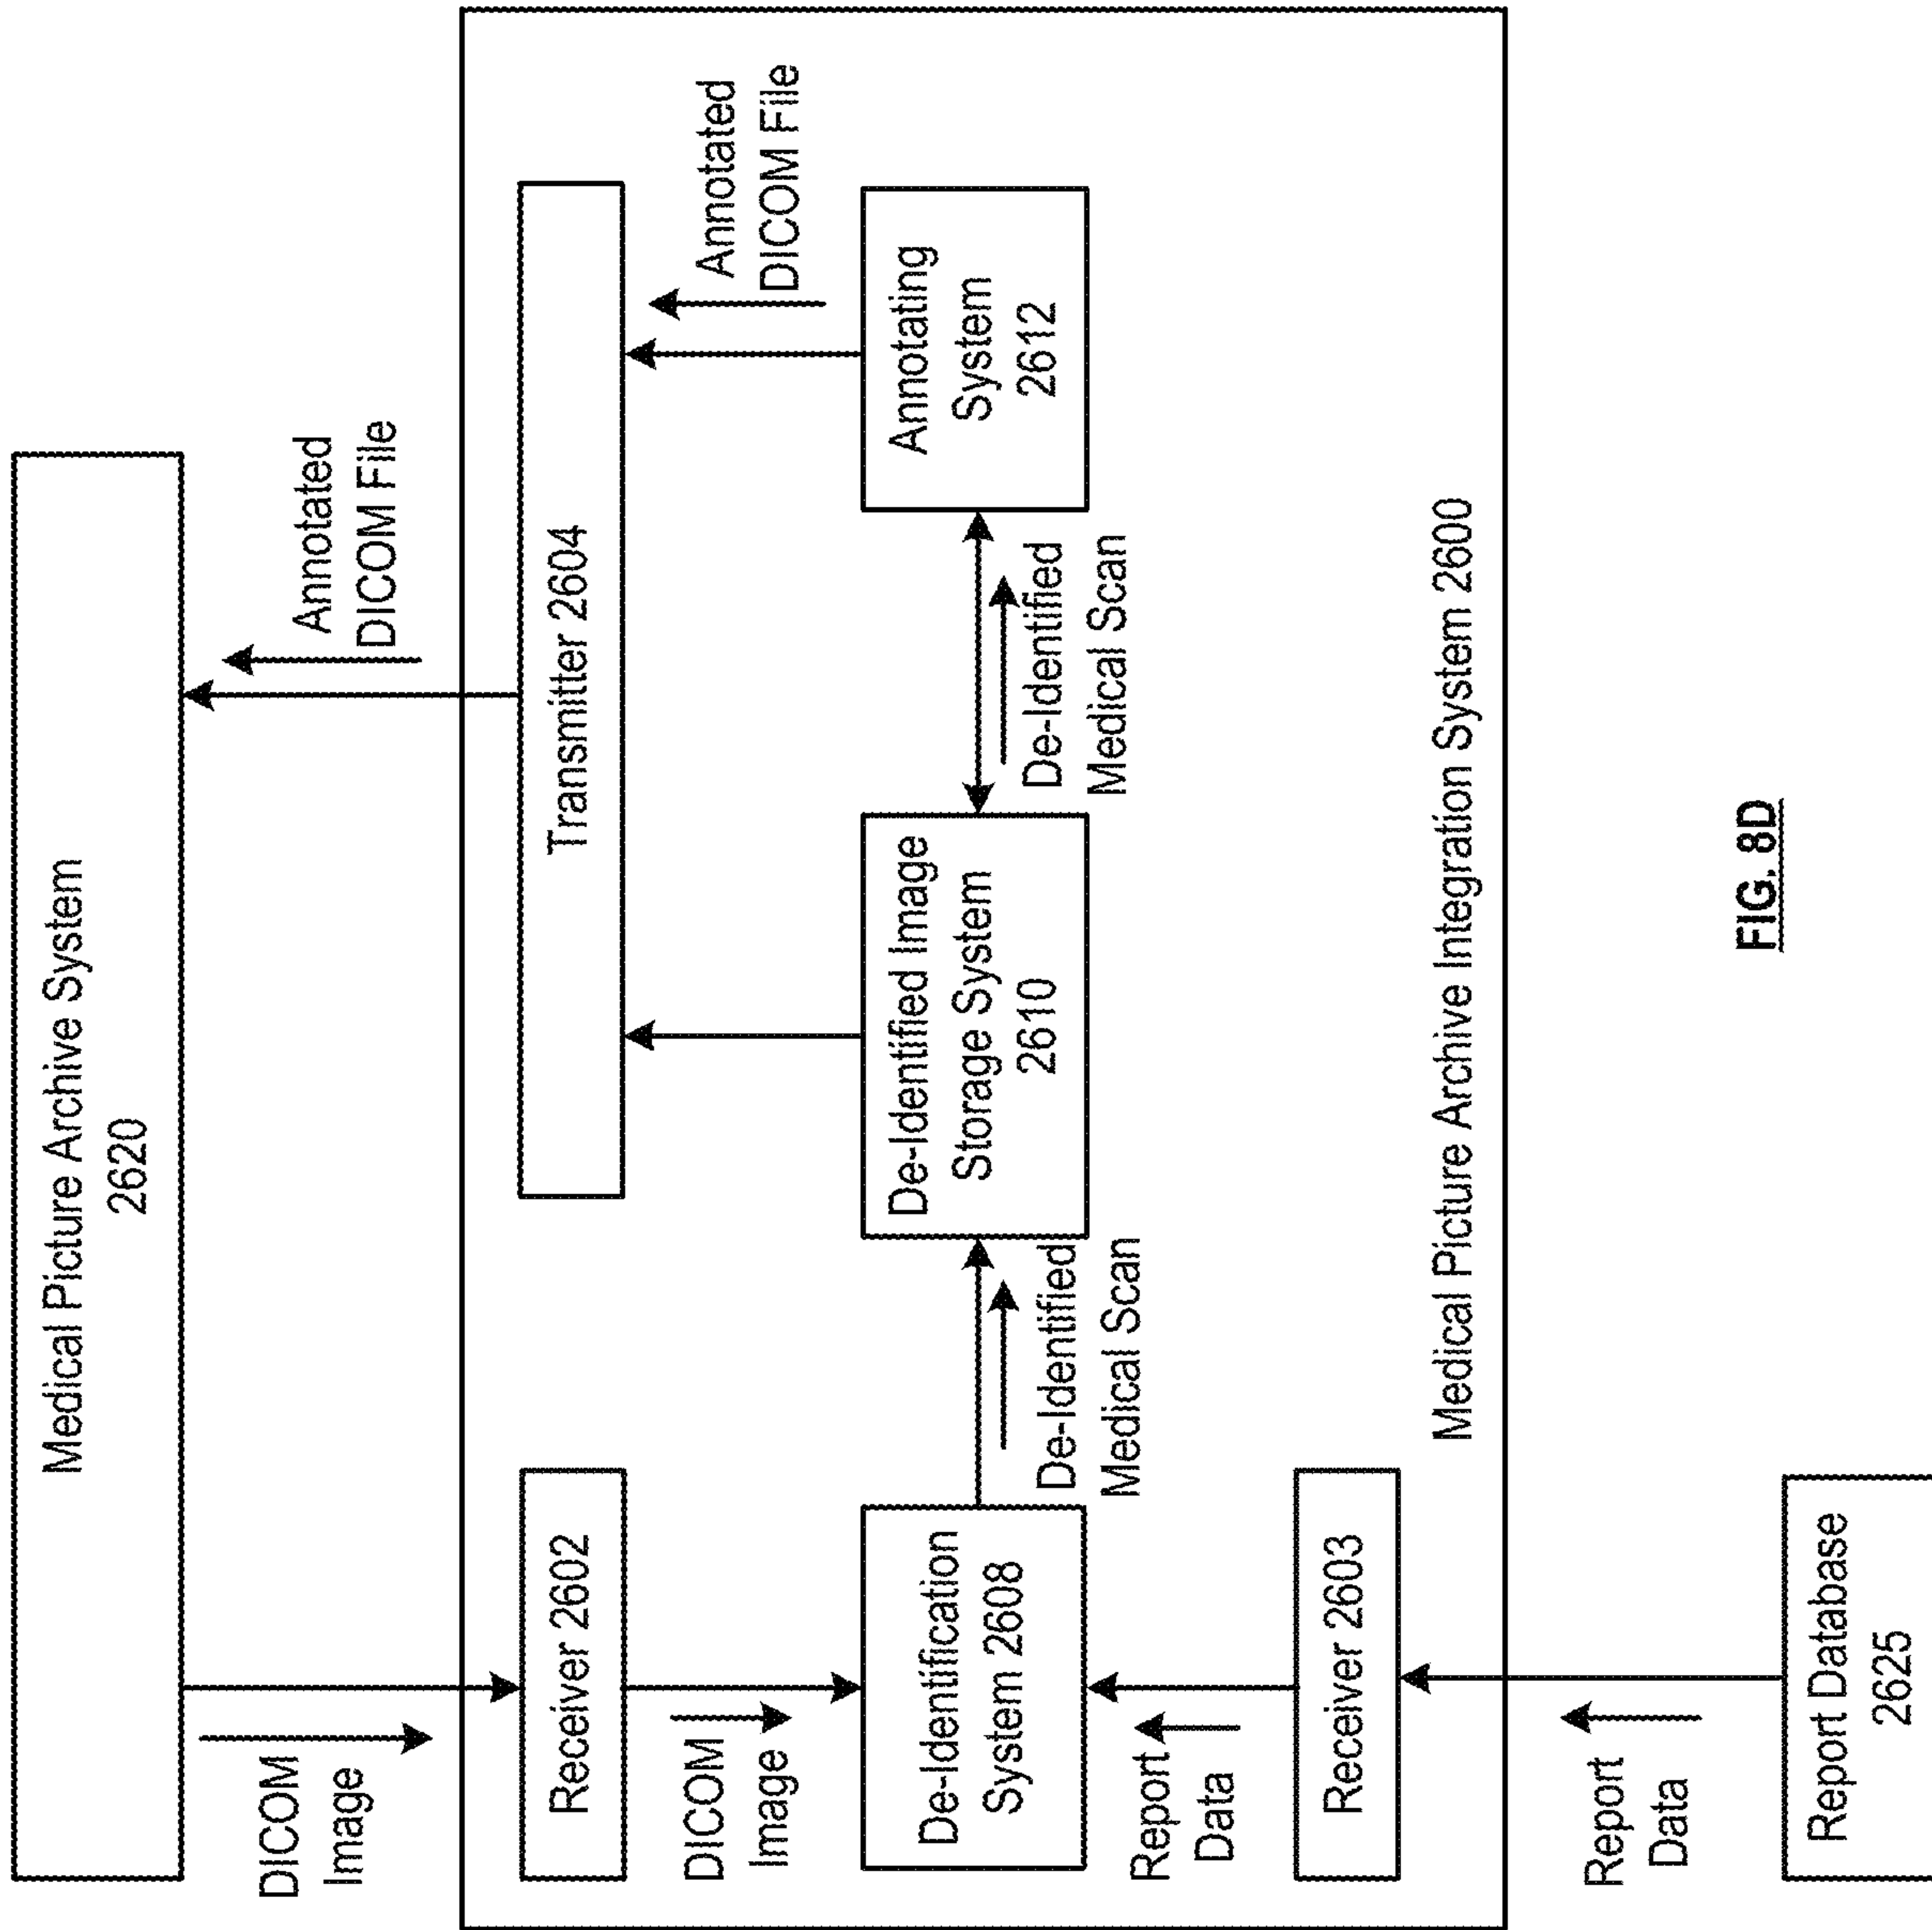 Medical Picture Archive System
2620
DICOM
Image
Annotated
DICOM File
Receiver 2602
Transmitter 2604
DICOM
Image
Annotated
DICOM File
De-Identification
System 2608
De-Identified Image
Storage System
2610
Annotating
System
2612
De-Identified
Medical Scan
De-Identified
Medical Scan
Report
Data
Receiver 2603
Medical Picture Archive Integration System 2600
Report
Data
Report Database
2625
FIG. 8D